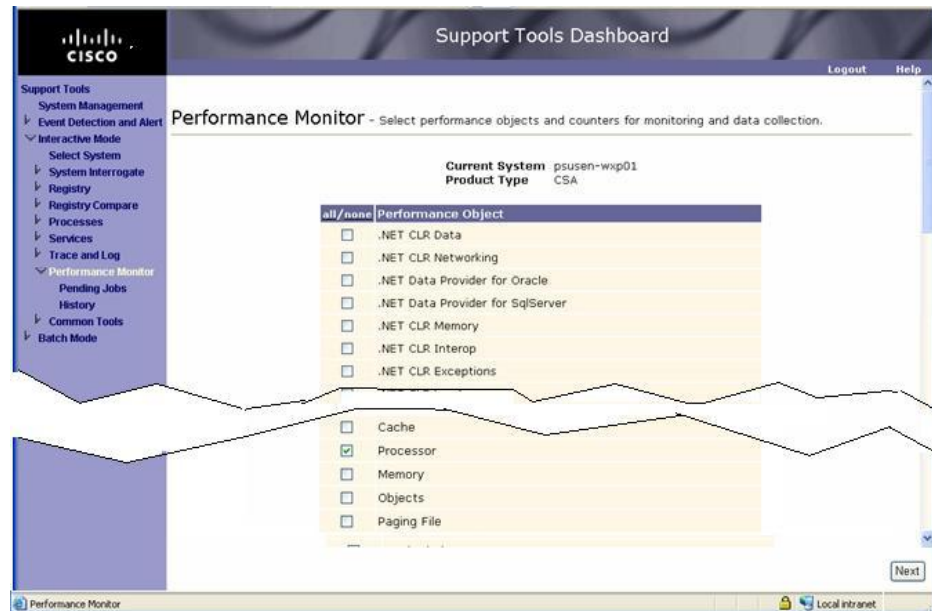 CISCO
Support Tools Dashboard
Logout Help
Support Tools
System Management
Event Detection and Alert
Interactive Mode
Select System
System Interrogate
Registry
Registry Compare
Processes
Services
Trace and Log
Performance Monitor
Pending Jobs
History
Common Tools
Batch Mode
Performance Monitor - Select performance objects and counters for monitoring and data collection.
Current System psusen-wxp01
Product Type CSA
all/none Performance Object
.NET CLR Data
.NET CLR Networking
.NET Data Provider for Oracle
.NET Data Provider for SqlServer
.NET CLR Memory
.NET CLR Interop
.NET CLR Exceptions
Cache
Processor
Memory
Objects
Paging File
Next
Performance Monitor
Local intranet